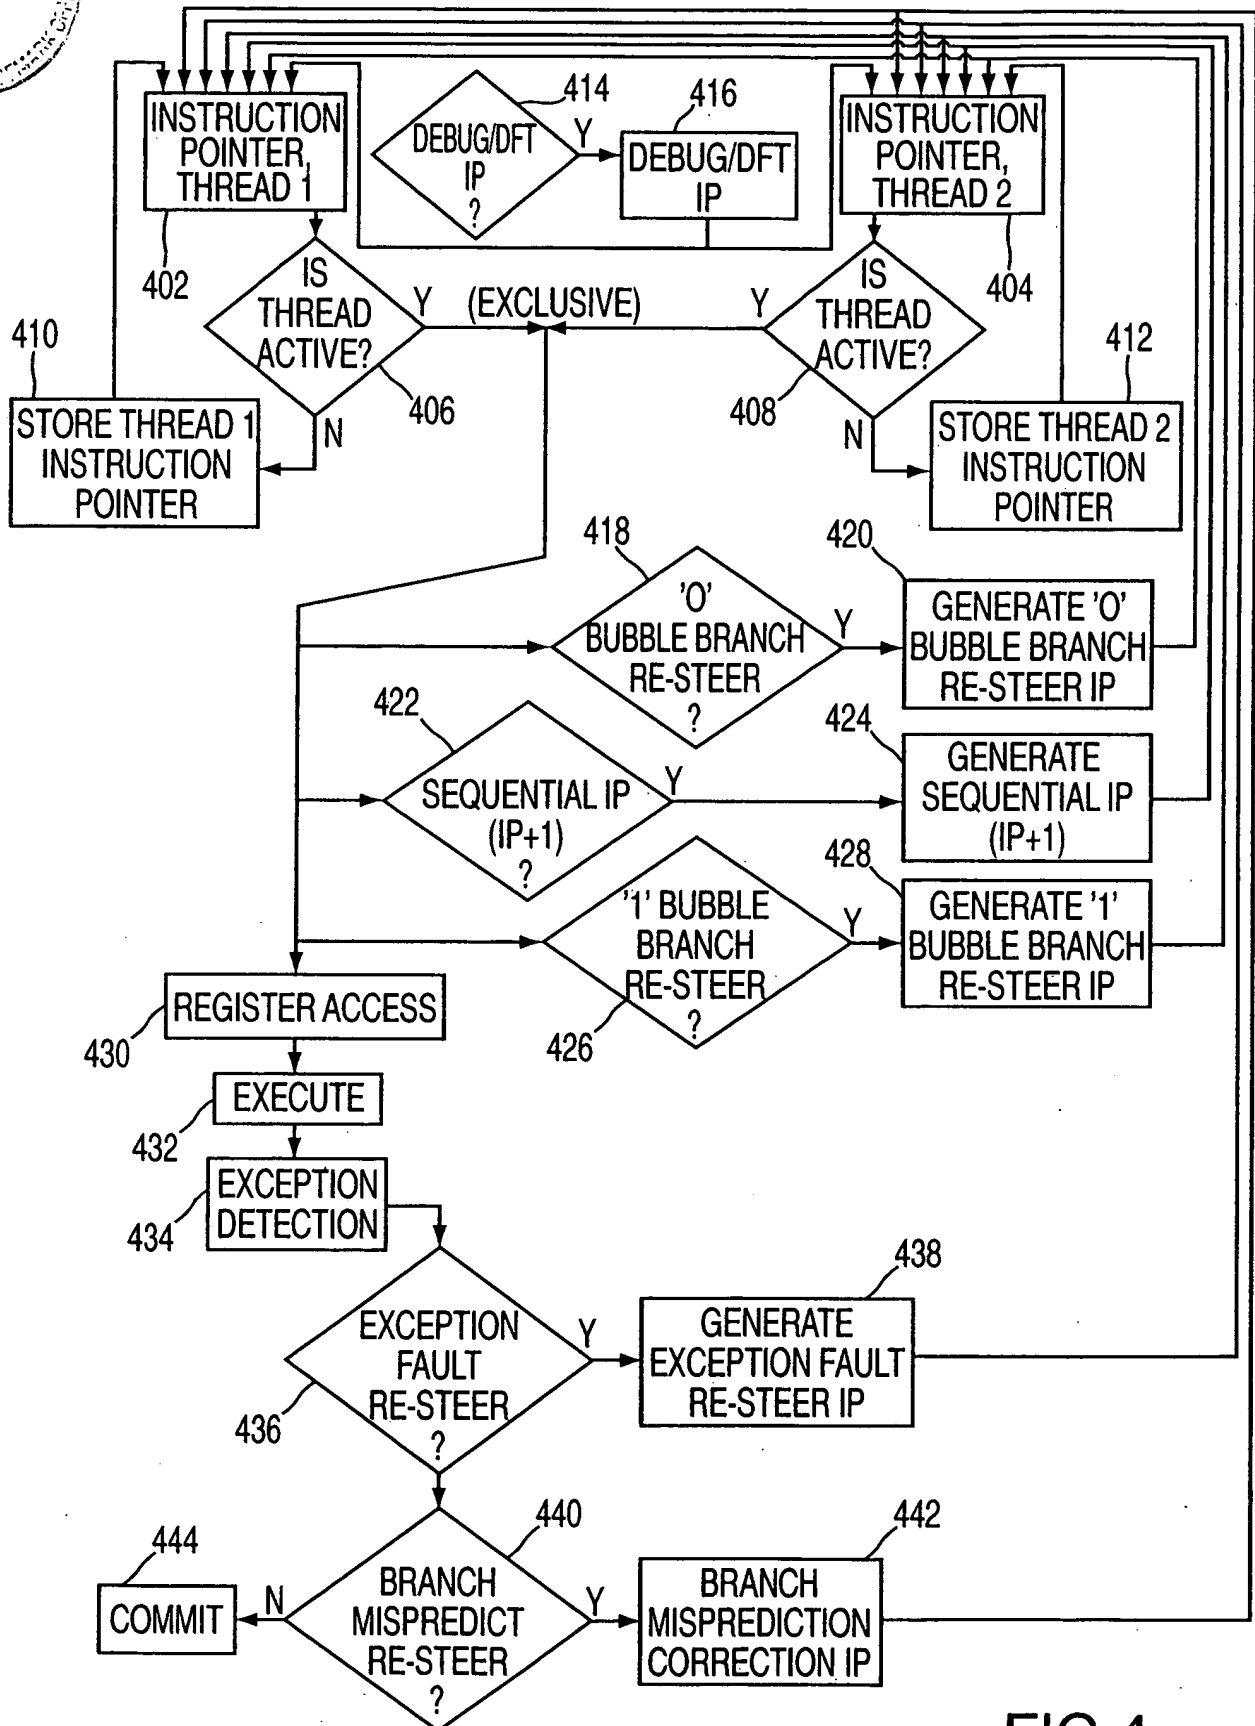 INSTRUCTION
POINTER,
THREAD 1
402
DEBUG/DFT
IP
?
414
Y
416
DEBUG/DFT
IP
INSTRUCTION
POINTER,
THREAD 2
404
IS
THREAD
ACTIVE?
406
Y
(EXCLUSIVE)
Y
IS
THREAD
ACTIVE?
408
410
N
STORE THREAD 1
INSTRUCTION
POINTER
412
N
STORE THREAD 2
INSTRUCTION
POINTER
418
'0'
BUBBLE BRANCH
RE-STEER
?
Y
420
GENERATE '0'
BUBBLE BRANCH
RE-STEER IP
422
SEQUENTIAL IP
(IP+1)
?
Y
424
GENERATE
SEQUENTIAL IP
(IP+1)
'1' BUBBLE
BRANCH
RE-STEER
?
426
Y
428
GENERATE '1'
BUBBLE BRANCH
RE-STEER IP
REGISTER ACCESS
430
EXECUTE
432
EXCEPTION
DETECTION
434
EXCEPTION
FAULT
RE-STEER
?
436
Y
438
GENERATE
EXCEPTION FAULT
RE-STEER IP
440
BRANCH
MISPREDICT
RE-STEER
?
Y
442
BRANCH
MISPREDICTION
CORRECTION IP
N
444
COMMIT